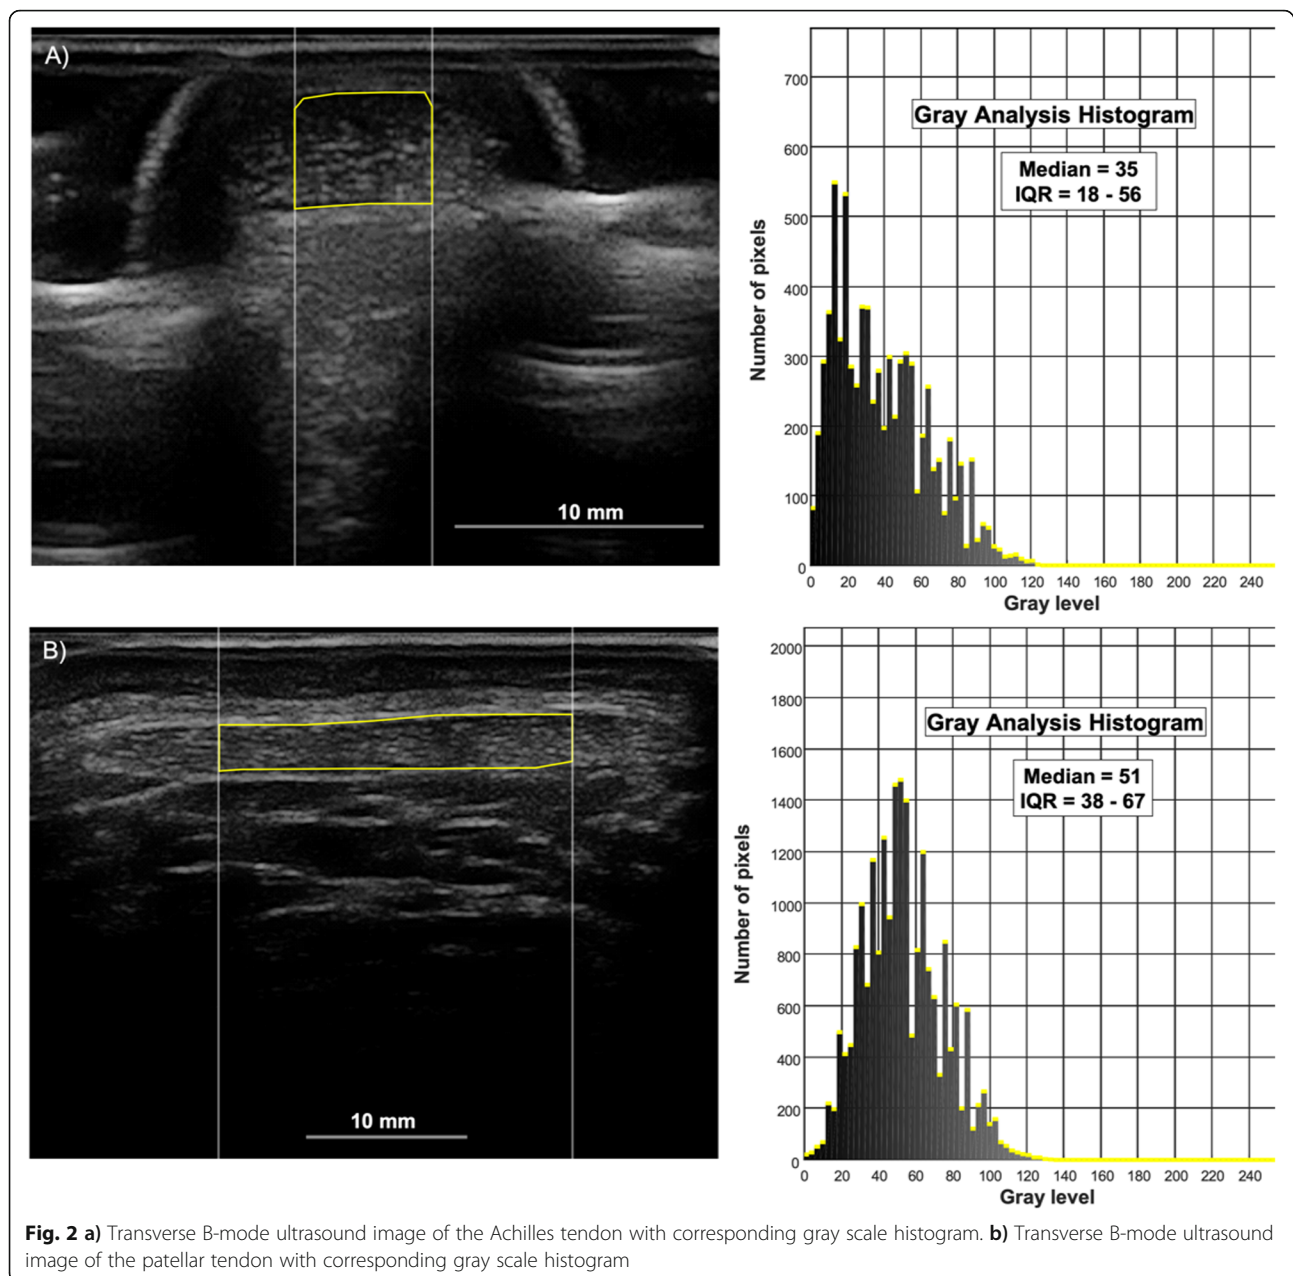 A)
Gray Analysis Histogram
Median = 35
IQR = 18 - 56
Number of pixels
700
600
500
400
300
200
100
0
0 20 40 60 80 100 120 140 160 180 200 220 240
Gray level
10 mm
B)
Gray Analysis Histogram
Median = 51
IQR = 38 - 67
Number of pixels
2000
1800
1600
1400
1200
1000
800
600
400
200
0
0 20 40 60 80 100 120 140 160 180 200 220 240
Gray level
10 mm
Fig. 2 a) Transverse B-mode ultrasound image of the Achilles tendon with corresponding gray scale histogram. b) Transverse B-mode ultrasound
image of the patellar tendon with corresponding gray scale histogram